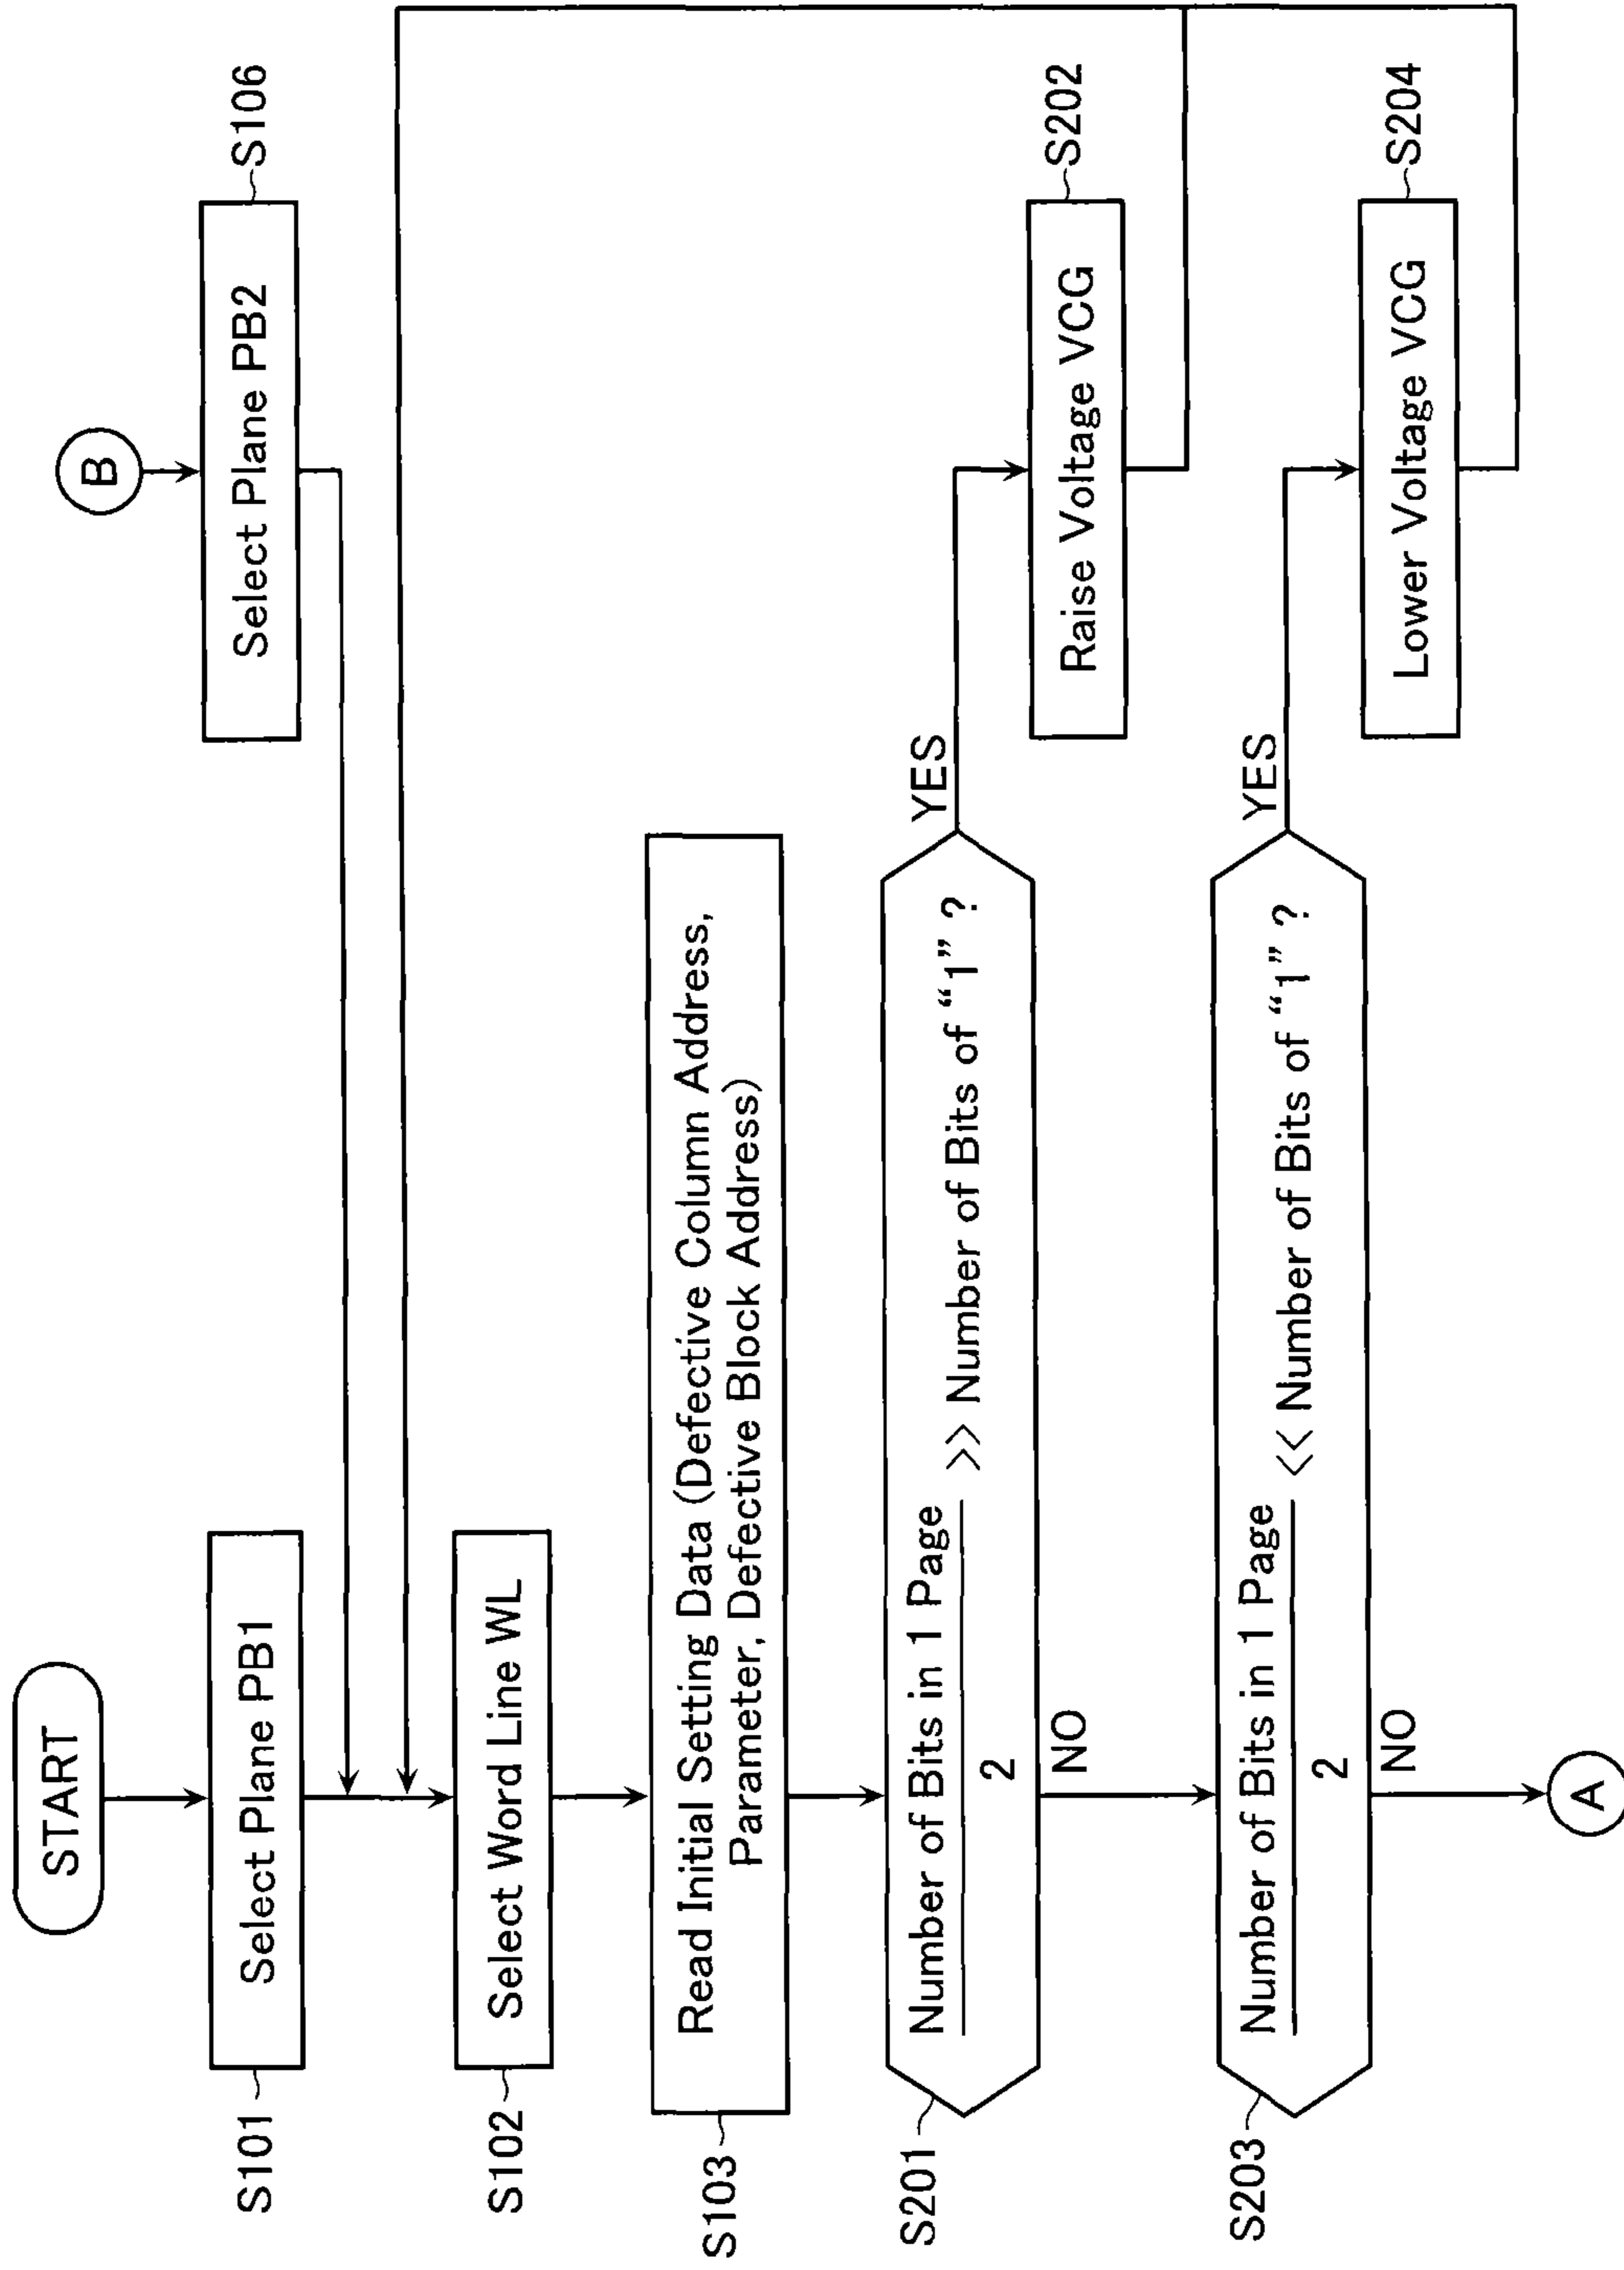 START
B
S101
Select Plane PB1
Select Plane PB2
S106
S102
Select Word Line WL
S103
Read Initial Setting Data (Defective Column Address,
Parameter, Defective Block Address)
S201
Number of Bits in 1 Page >> Number of Bits of “1” ?
2
YES
NO
Raise Voltage VCG
S202
S203
Number of Bits in 1 Page << Number of Bits of “1” ?
2
YES
NO
Lower Voltage VCG
S204
A